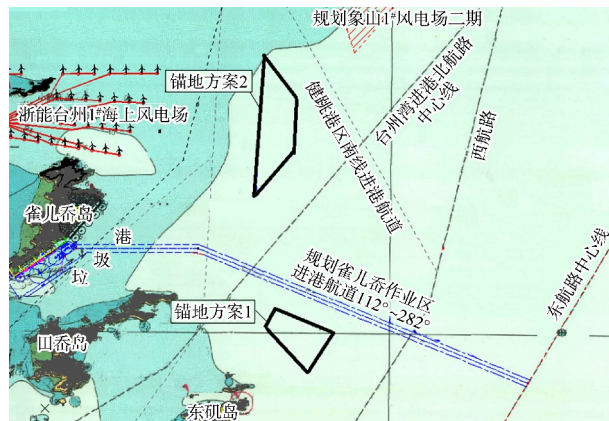 规划象山1#风电场二期
锚地方案2
浙能台州1#海上风电场
台州湾进港北航路
中心线
健跳港区南线进港航道
西航路
雀儿岙岛
港
圾
垃
规划雀儿岙作业区
进港航道112°~282°
东航路中心线
锚地方案1
田岙岛
东矶岛